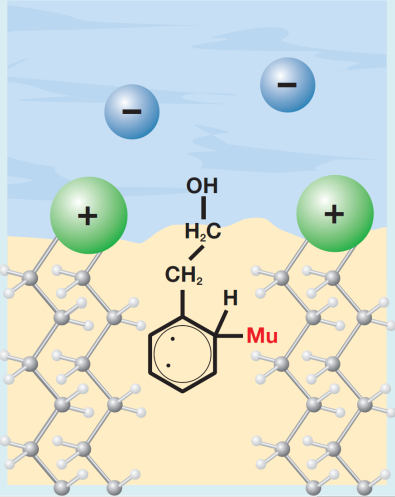 − −
+ +
OH
H₂C
CH₂
H
Mu